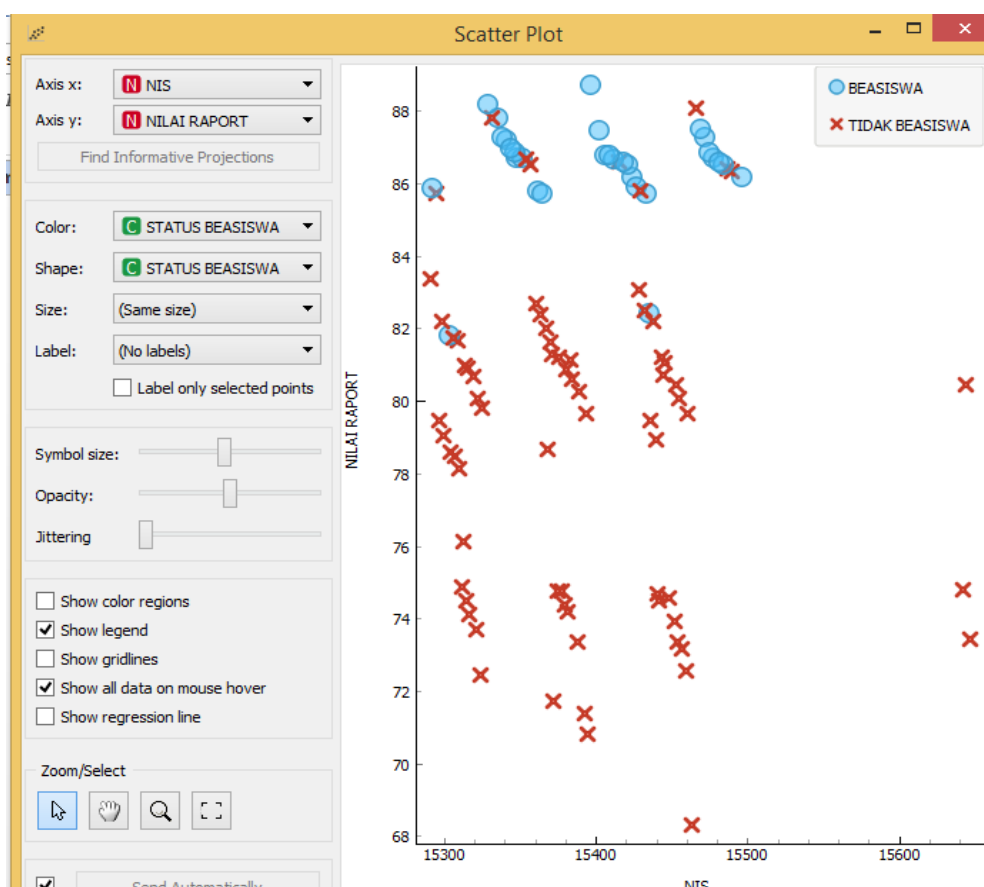 Scatter Plot
Axis x: N NIS
Axis y: N NILAI RAPORT
Find Informative Projections
Color: C STATUS BEASISWA
Shape: C STATUS BEASISWA
Size: (Same size)
Label: (No labels)
Label only selected points
Symbol size:
Opacity:
Jittering
Show color regions
Show legend
Show gridlines
Show all data on mouse hover
Show regression line
Zoom/Select
Send Automatically
BEASISWA
TIDAK BEASISWA
NILAI RAPORT
88
86
84
82
80
78
76
74
72
70
68
15300 15400 15500 15600
NIS